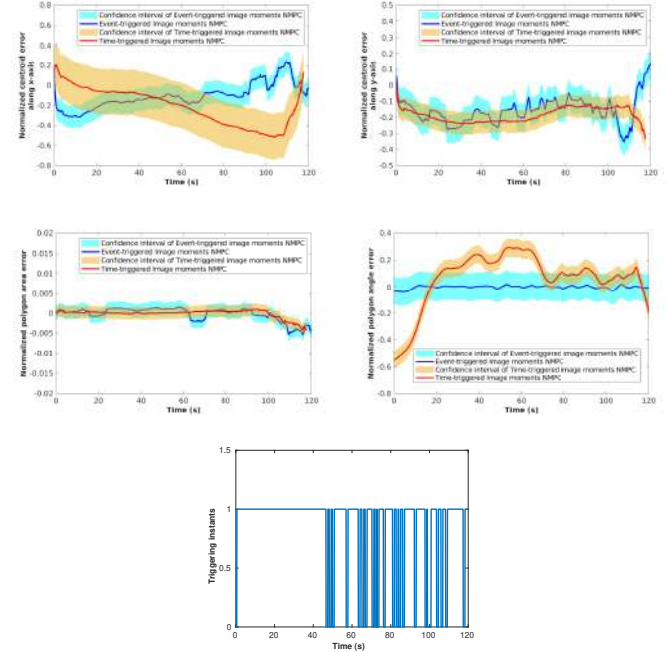 0.8
0.6
0.4
0.2
0
-0.2
-0.4
-0.6
-0.8
Normalized centroid error
along x-axis
Confidence interval of Event-triggered image moments NMPC
Event-triggered Image moments NMPC
Confidence interval of Time-triggered image moments NMPC
Time-triggered Image moments NMPC
0 20 40 60 80 100 120
Time (s)
0.5
0.4
0.3
0.2
0.1
0
-0.1
-0.2
-0.3
-0.4
-0.5
Normalized centroid error
along y-axis
Confidence interval of Event-triggered image moments NMPC
Event-triggered Image moments NMPC
Confidence interval of Time-triggered image moments NMPC
Time-triggered Image moments NMPC
0 20 40 60 80 100 120
Time (s)
0.02
0.015
0.01
0.005
0
-0.005
-0.01
-0.015
-0.02
Normalized polygon area error
Confidence interval of Event-triggered image moments NMPC
Event-triggered Image moments NMPC
Confidence interval of Time-triggered image moments NMPC
Time-triggered Image moments NMPC
0 20 40 60 80 100 120
Time (s)
0.4
0.2
0
-0.2
-0.4
-0.6
-0.8
Normalized polygon angle error
Confidence interval of Event-triggered image moments NMPC
Event-triggered Image moments NMPC
Confidence interval of Time-triggered image moments NMPC
Time-triggered Image moments NMPC
0 20 40 60 80 100 120
Time (s)
1.5
1
0.5
0
Triggering instants
0 20 40 60 80 100 120
Time (s)